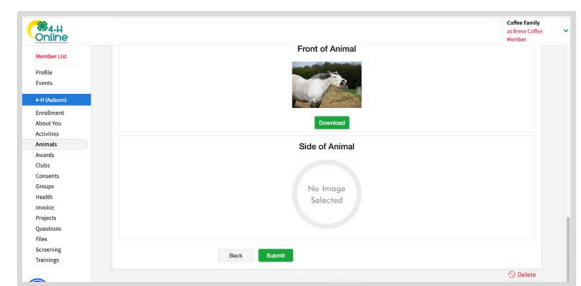 4-H
Online
Coffee Family
as Breve Coffee
Member
Member List
Profile
Events
4-H (Auburn)
Enrollment
About You
Activities
Animals
Awards
Clubs
Consents
Groups
Health
Invoice
Projects
Questions
Files
Screening
Trainings
Front of Animal
Download
Side of Animal
No Image
Selected
Back
Submit
Delete